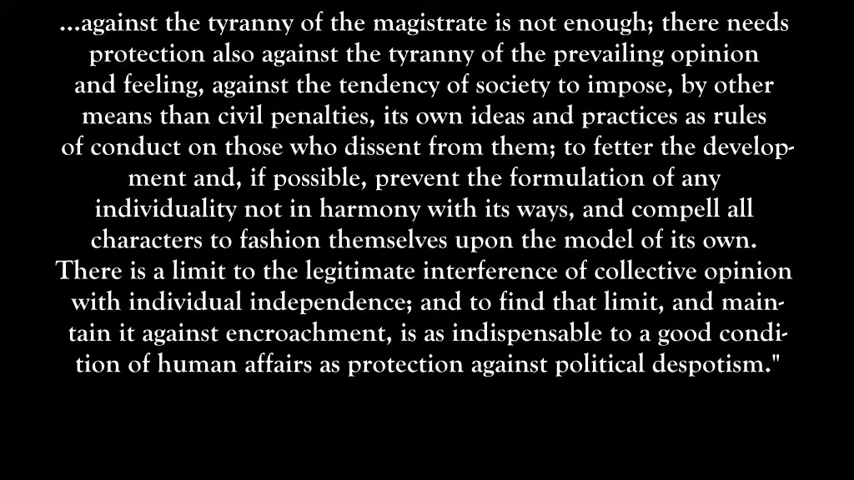 ...against the tyranny of the magistrate is not enough; there needs
protection also against the tyranny of the prevailing opinion
and feeling, against the tendency of society to impose, by other
means than civil penalties, its own ideas and practices as rules
of conduct on those who dissent from them; to fetter the develop-
ment and, if possible, prevent the formulation of any
individuality not in harmony with its ways, and compell all
characters to fashion themselves upon the model of its own.
There is a limit to the legitimate interference of collective opinion
with individual independence; and to find that limit, and main-
tain it against encroachment, is as indispensable to a good condi-
tion of human affairs as protection against political despotism."